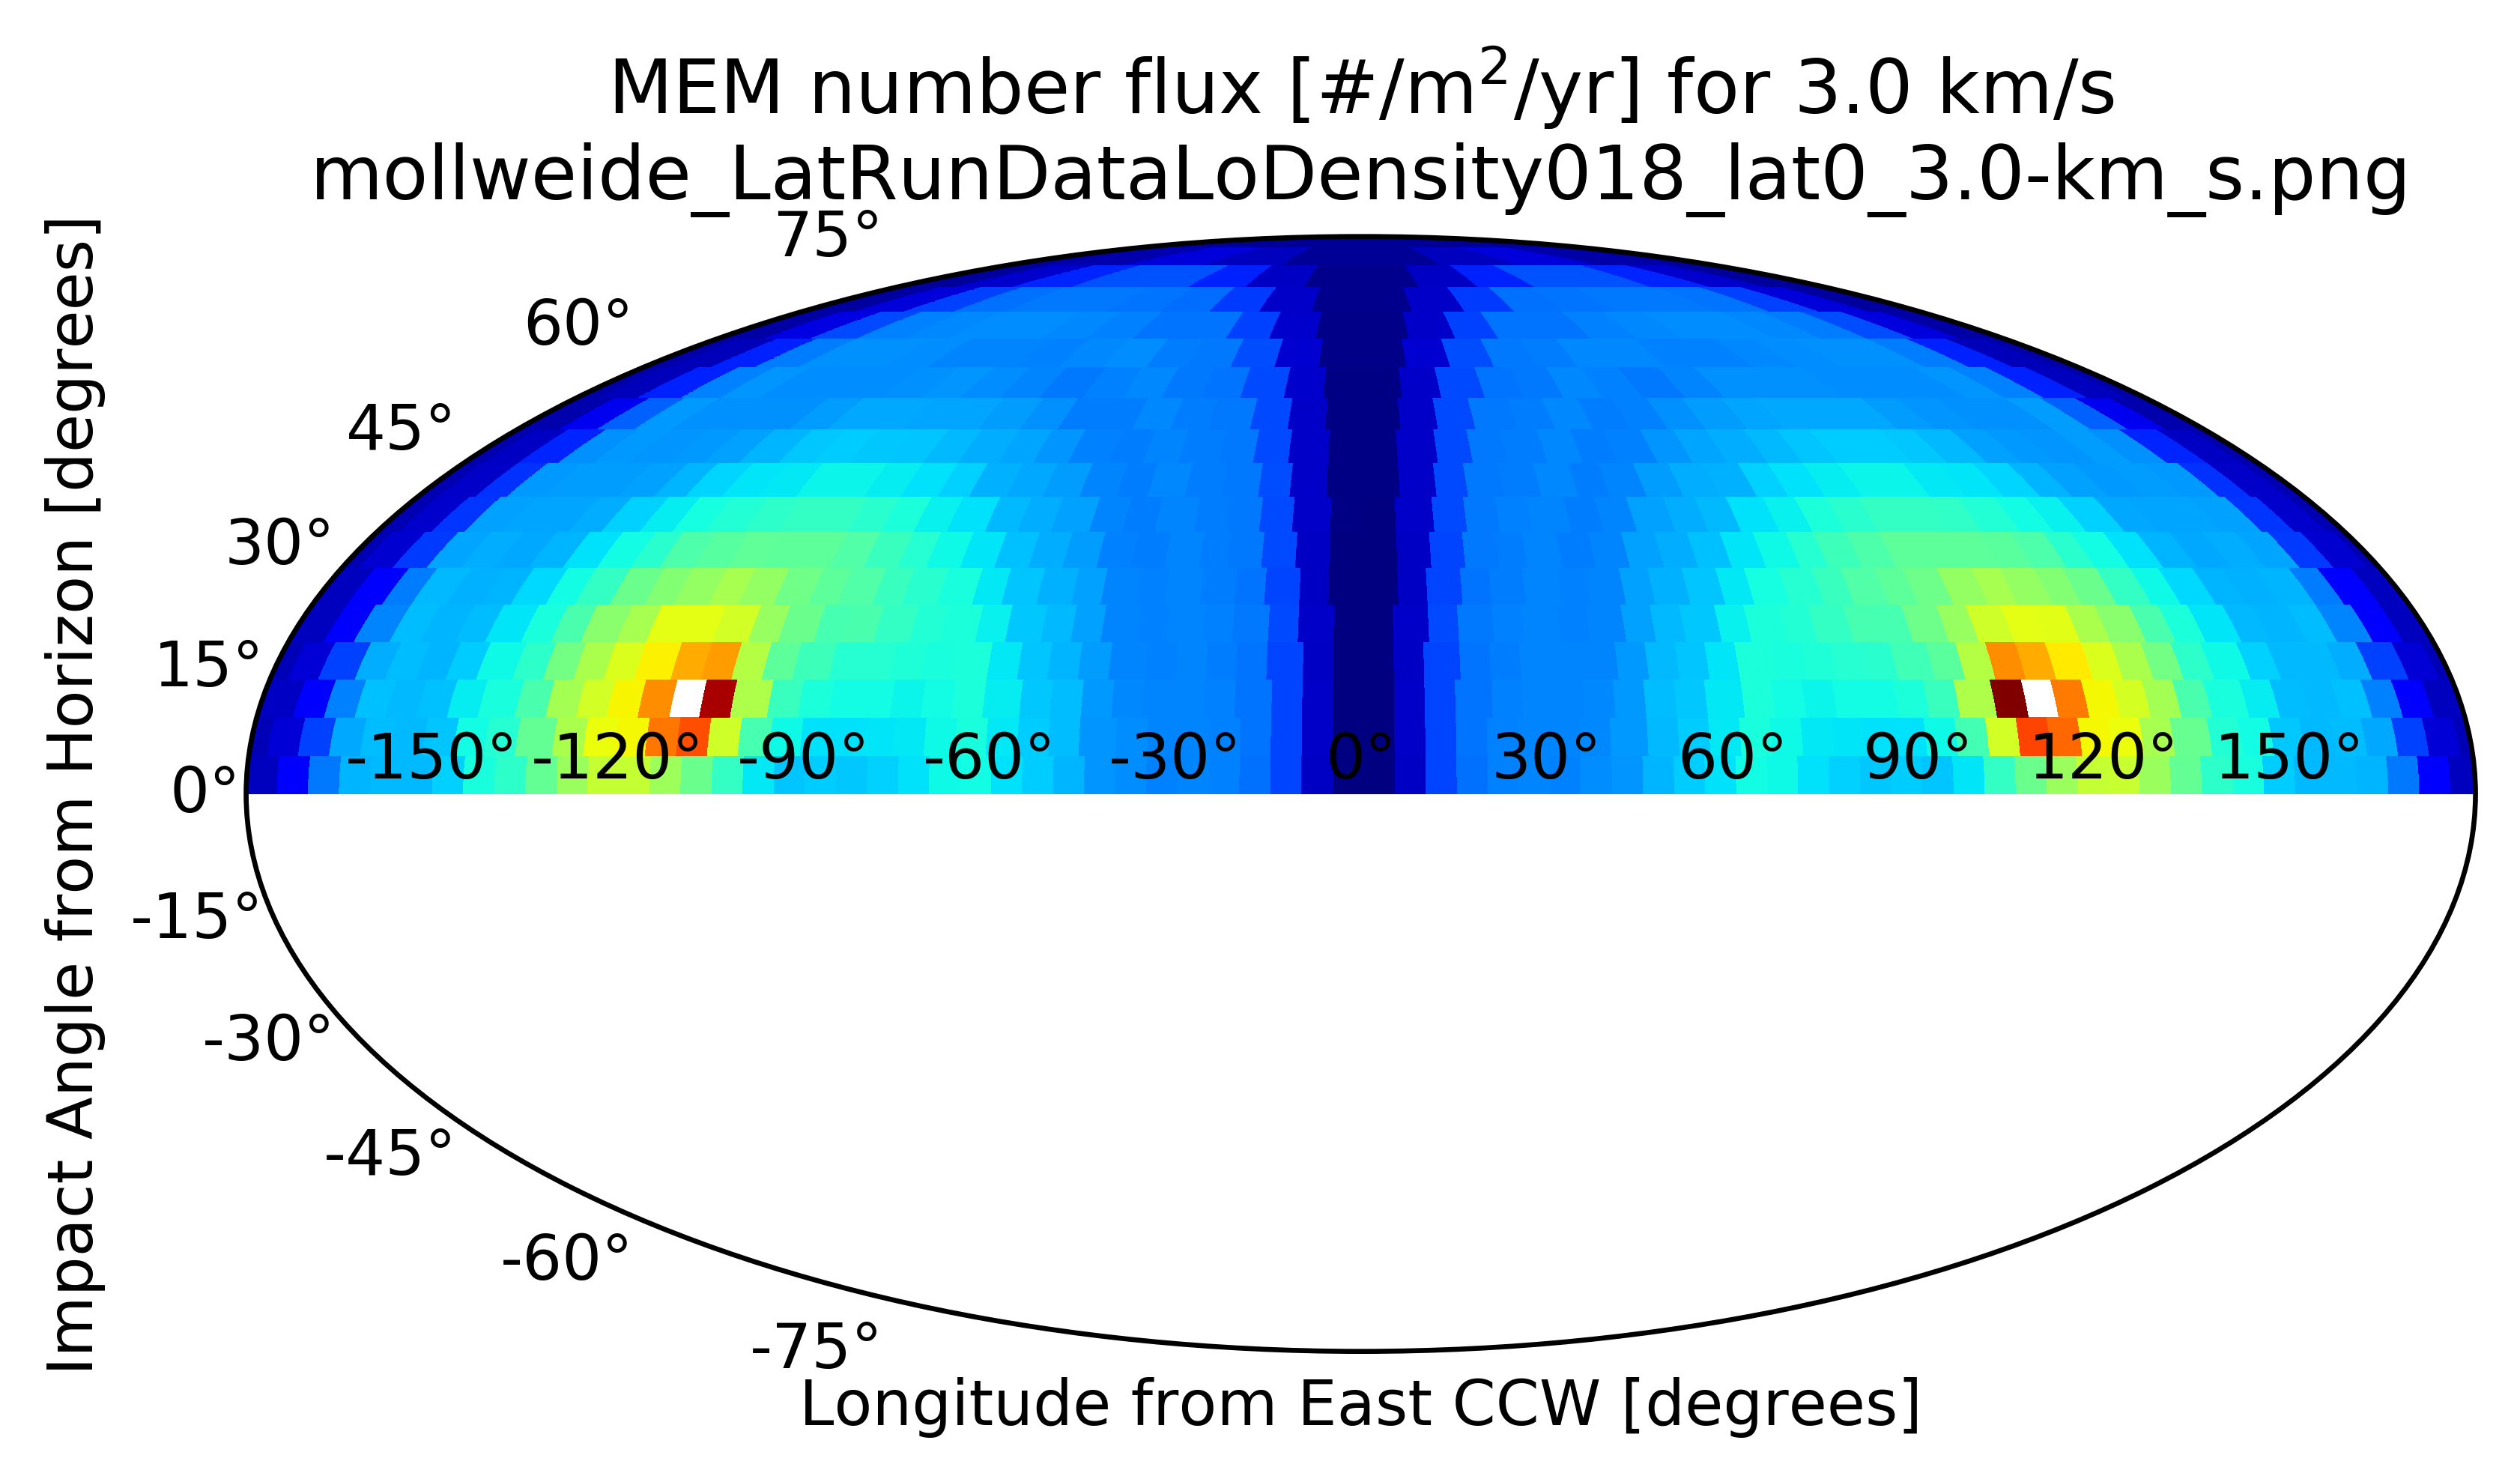 MEM number flux [#/m²/yr] for 3.0 km/s
mollweide_LatRunDataLoDensity018_lat0_3.0-km_s.png
75°
60°
45°
30°
15°
0°
-15°
-30°
-45°
-60°
-75°
-150° -120° -90° -60° -30° 0° 30° 60° 90° 120° 150°
Impact Angle from Horizon [degrees]
Longitude from East CCW [degrees]